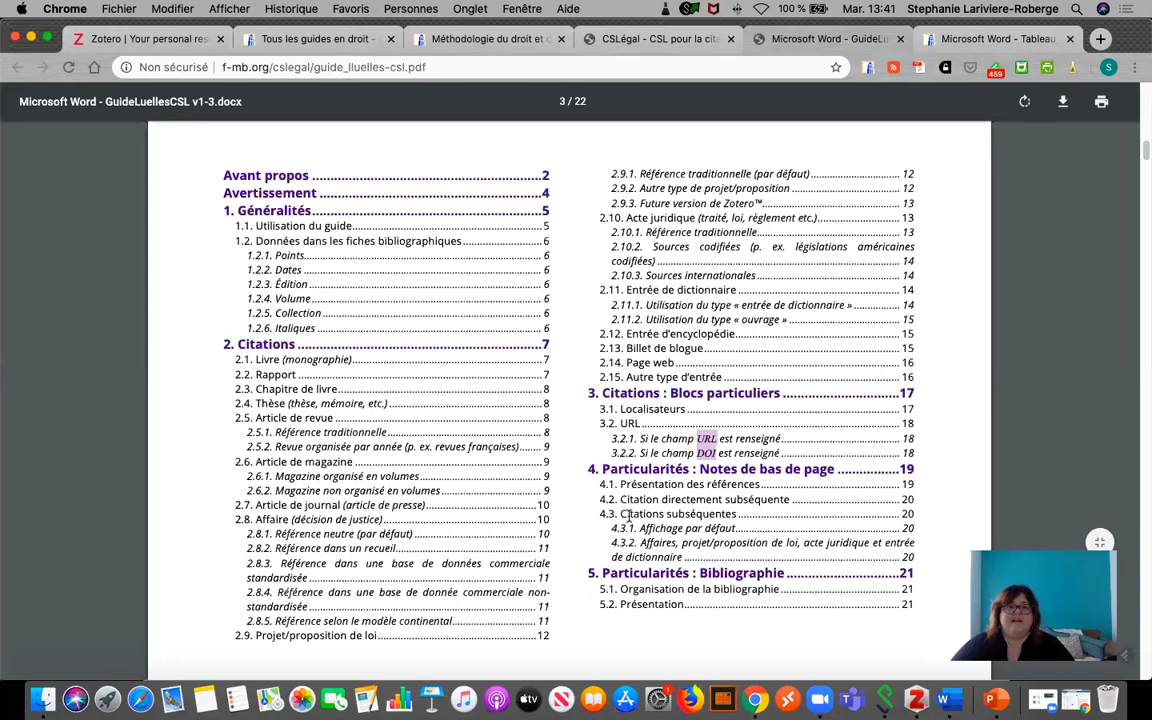 Chrome Fichier Modifier Afficher Historique Favoris Personnes Onglet Fenêtre Aide 100 % Mar. 13:41 Stephanie Lariviere-Roberge
Zotero | Your personal res
Tous les guides en droit -
Méthodologie du droit et c
CSLégal - CSL pour la cita
Microsoft Word - GuideLu
Microsoft Word - Tableau
Non sécurisé f-mb.org/cslegal/guide_lluelles-csl.pdf
459
S
Microsoft Word - GuideLuellesCSL v1-3.docx
3 / 22
Avant propos 2
Avertissement 4
1. Généralités 5
1.1. Utilisation du guide 5
1.2. Données dans les fiches bibliographiques 6
1.2.1. Points 6
1.2.2. Dates 6
1.2.3. Édition 6
1.2.4. Volume 6
1.2.5. Collection 6
1.2.6. Italiques 6
2. Citations 7
2.1. Livre (monographie) 7
2.2. Rapport 7
2.3. Chapitre de livre 8
2.4. Thèse (thèse, mémoire, etc.) 8
2.5. Article de revue 8
2.5.1. Référence traditionnelle 8
2.5.2. Revue organisée par année (p. ex. revues françaises) 9
2.6. Article de magazine 9
2.6.1. Magazine organisé en volumes 9
2.6.2. Magazine non organisé en volumes 9
2.7. Article de journal (article de presse) 10
2.8. Affaire (décision de justice) 10
2.8.1. Référence neutre (par défaut) 10
2.8.2. Référence dans un recueil 11
2.8.3. Référence dans une base de données commerciale
standardisée 11
2.8.4. Référence dans une base de donnée commerciale non-
standardisée 11
2.8.5. Référence selon le modèle continental 11
2.9. Projet/proposition de loi 12
2.9.1. Référence traditionnelle (par défaut) 12
2.9.2. Autre type de projet/proposition 12
2.9.3. Future version de Zotero™ 13
2.10. Acte juridique (traité, loi, règlement etc.) 13
2.10.1. Référence traditionnelle 13
2.10.2. Sources codifiées (p. ex. législations américaines
codifiées) 14
2.10.3. Sources internationales 14
2.11. Entrée de dictionnaire 14
2.11.1. Utilisation du type « entrée de dictionnaire » 14
2.11.2. Utilisation du type « ouvrage » 15
2.12. Entrée d'encyclopédie 15
2.13. Billet de blogue 15
2.14. Page web 16
2.15. Autre type d'entrée 16
3. Citations : Blocs particuliers 17
3.1. Localisateurs 17
3.2. URL 18
3.2.1. Si le champ URL est renseigné 18
3.2.2. Si le champ DOI est renseigné 18
4. Particularités : Notes de bas de page 19
4.1. Présentation des références 19
4.2. Citation directement subséquente 20
4.3. Citations subséquentes 20
4.3.1. Affichage par défaut 20
4.3.2. Affaires, projet/proposition de loi, acte juridique et entrée
de dictionnaire 20
5. Particularités : Bibliographie 21
5.1. Organisation de la bibliographie 21
5.2. Présentation 21